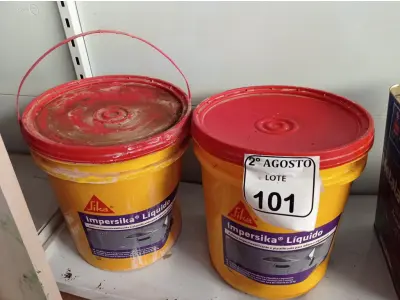 Sika
Impersika® Líquido
2º AGOSTO
LOTE
101
Sika
Impersika® Líquido